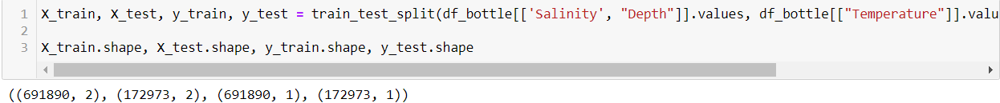 1 X_train, X_test, y_train, y_test = train_test_split(df_bottle[['Salinity', "Depth"]].values, df_bottle[["Temperature"]].valu
2
3 X_train.shape, X_test.shape, y_train.shape, y_test.shape
((691890, 2), (172973, 2), (691890, 1), (172973, 1))